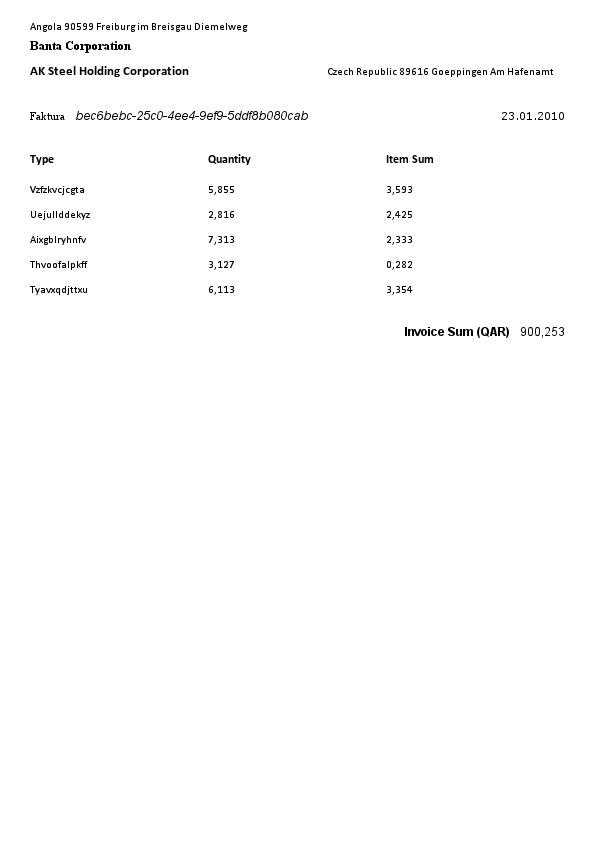 Angola 90599 Freiburg im Breisgau Diemelweg
Banta Corporation
AK Steel Holding Corporation Czech Republic 89616 Goeppingen Am Hafenamt
Faktura bec6bebc-25c0-4ee4-9ef9-5ddf8b080cab 23.01.2010
Type Quantity Item Sum
Vzfzkvcjcgta 5,855 3,593
Uejullddekyz 2,816 2,425
Aixgblryhnfv 7,313 2,333
Thvoofalpkff 3,127 0,282
Tyavxqdjttxu 6,113 3,354
Invoice Sum (QAR) 900,253